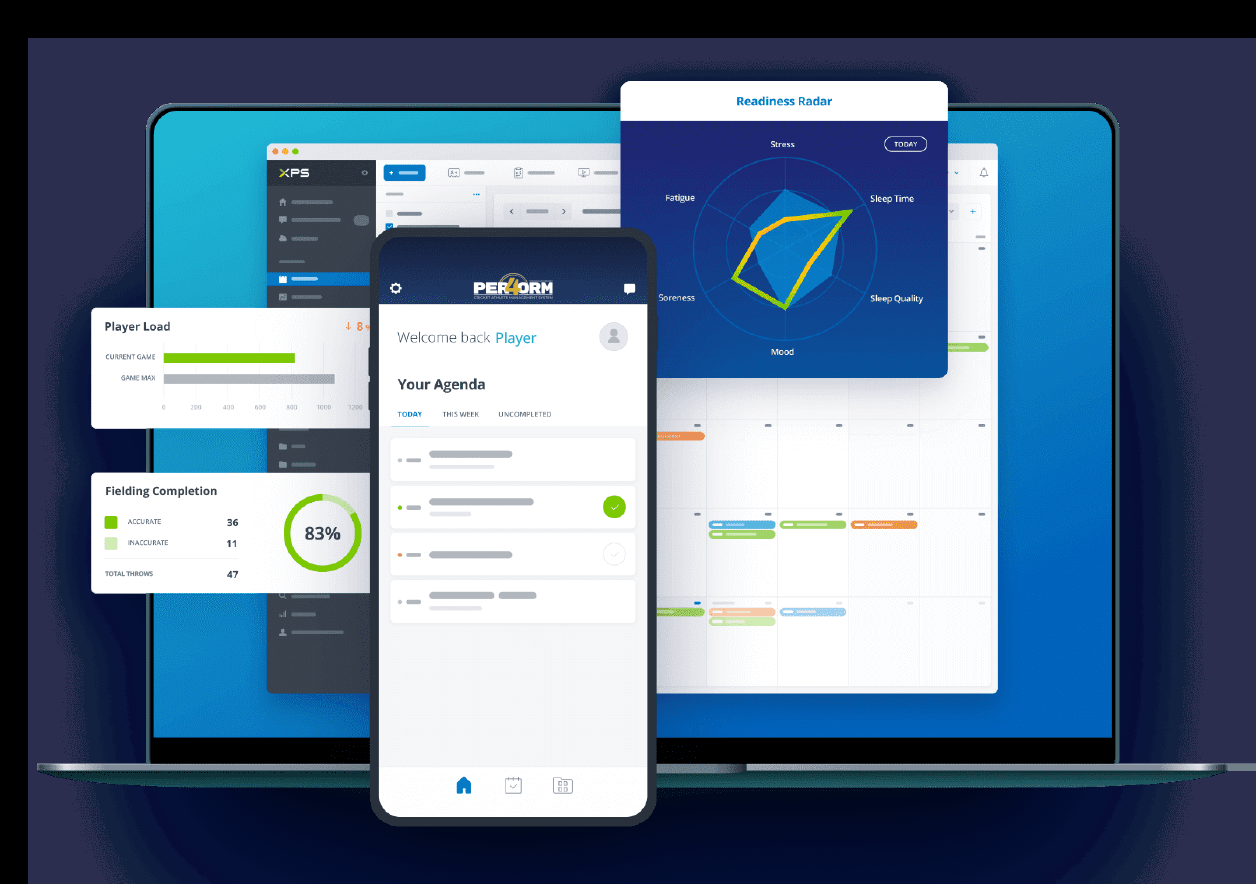 Readiness Radar
TODAY
Stress
Fatigue
Sleep Time
Soreness
Sleep Quality
Mood
XPS
PER4ORM
CRICKET ATHLETE MANAGEMENT SYSTEM
Welcome back Player
Your Agenda
TODAY THIS WEEK UNCOMPLETED
Player Load
↓ 8
CURRENT GAME
GAME MAX
0 200 400 600 800 1000 1200
Fielding Completion
ACCURATE 36
INACCURATE 11
TOTAL THROWS 47
83%